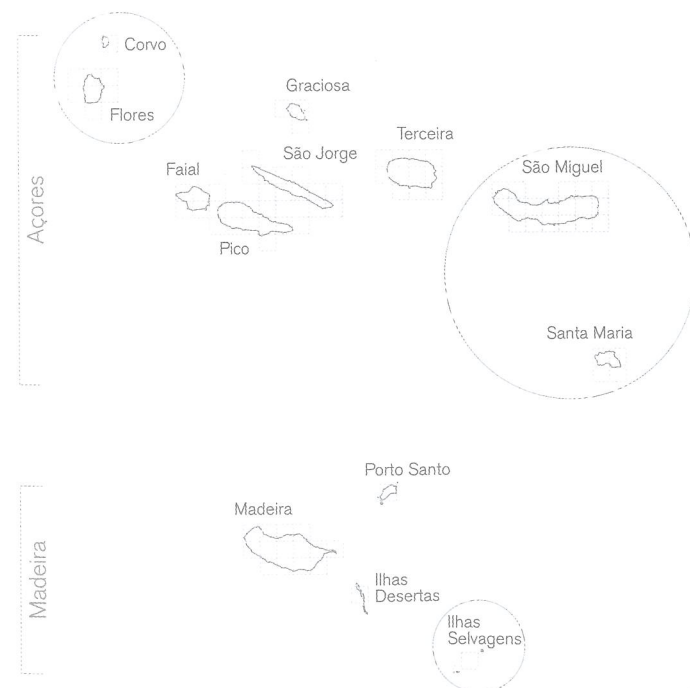 Açores
Corvo
Flores
Graciosa
Terceira
São Jorge
Faial
Pico
São Miguel
Santa Maria
Madeira
Porto Santo
Madeira
Ilhas
Desertas
Ilhas
Selvagens